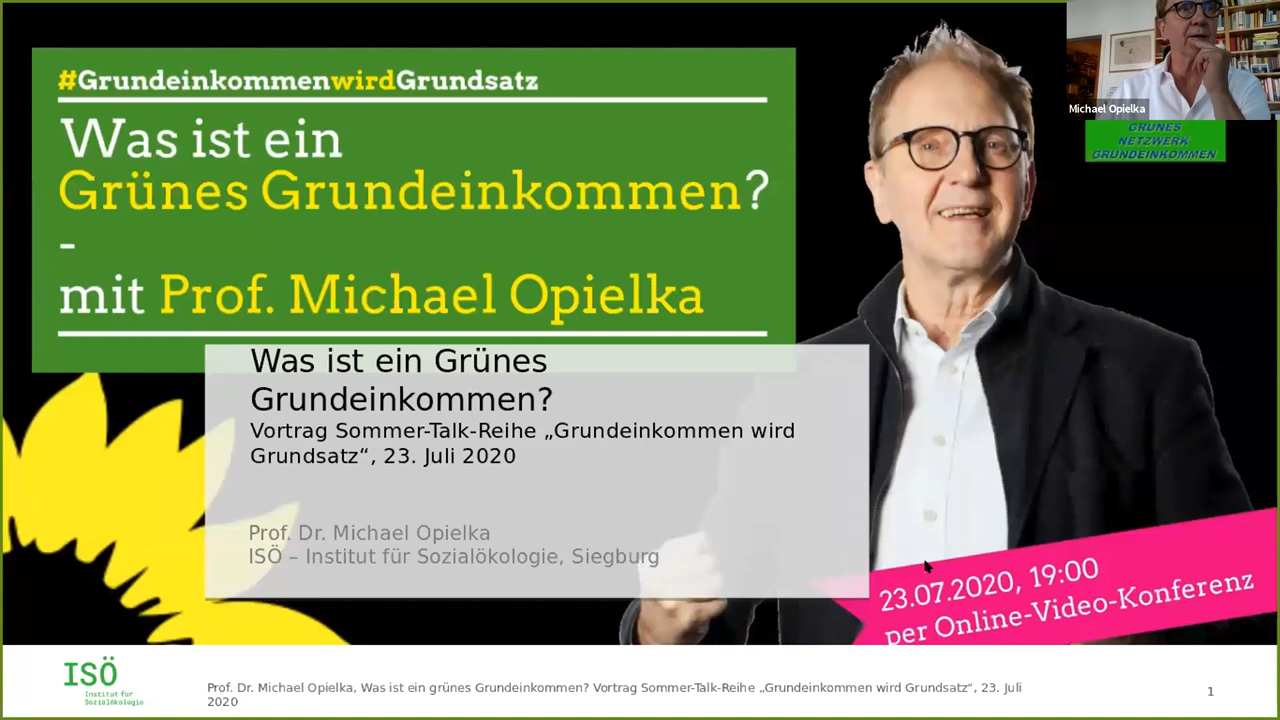 #GrundeinkommenwirdGrundsatz
Was ist ein
Grünes Grundeinkommen?
-
mit Prof. Michael Opielka
Michael Opielka
GRÜNES
NETZWERK
GRUNDEINKOMMEN
Was ist ein Grünes
Grundeinkommen?
Vortrag Sommer-Talk-Reihe „Grundeinkommen wird
Grundsatz“, 23. Juli 2020
Prof. Dr. Michael Opielka
ISÖ – Institut für Sozialökologie, Siegburg
23.07.2020, 19:00
per Online-Video-Konferenz
ISÖ
Institut für
Sozialökologie
Prof. Dr. Michael Opielka, Was ist ein grünes Grundeinkommen? Vortrag Sommer-Talk-Reihe „Grundeinkommen wird Grundsatz“, 23. Juli
2020
1